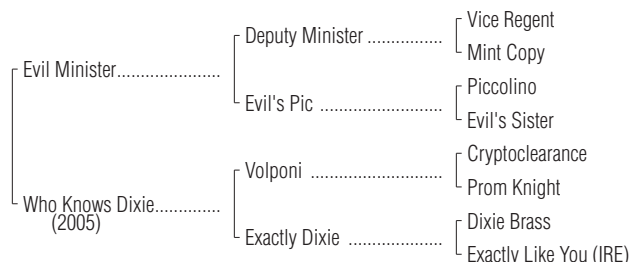 Vice Regent
Deputy Minister ................
Mint Copy
Evil Minister......................
Piccolino
Evil's Pic ..........................
Evil's Sister
Cryptoclearance
Volponi ............................
Prom Knight
Who Knows Dixie..............
(2005)
Dixie Brass
Exactly Dixie ....................
Exactly Like You (IRE)